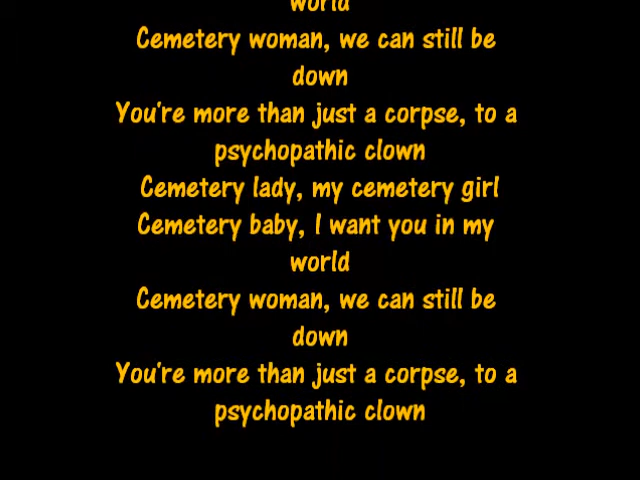 world
Cemetery woman, we can still be
down
You're more than just a corpse, to a
psychopathic clown
Cemetery lady, my cemetery girl
Cemetery baby, I want you in my
world
Cemetery woman, we can still be
down
You're more than just a corpse, to a
psychopathic clown